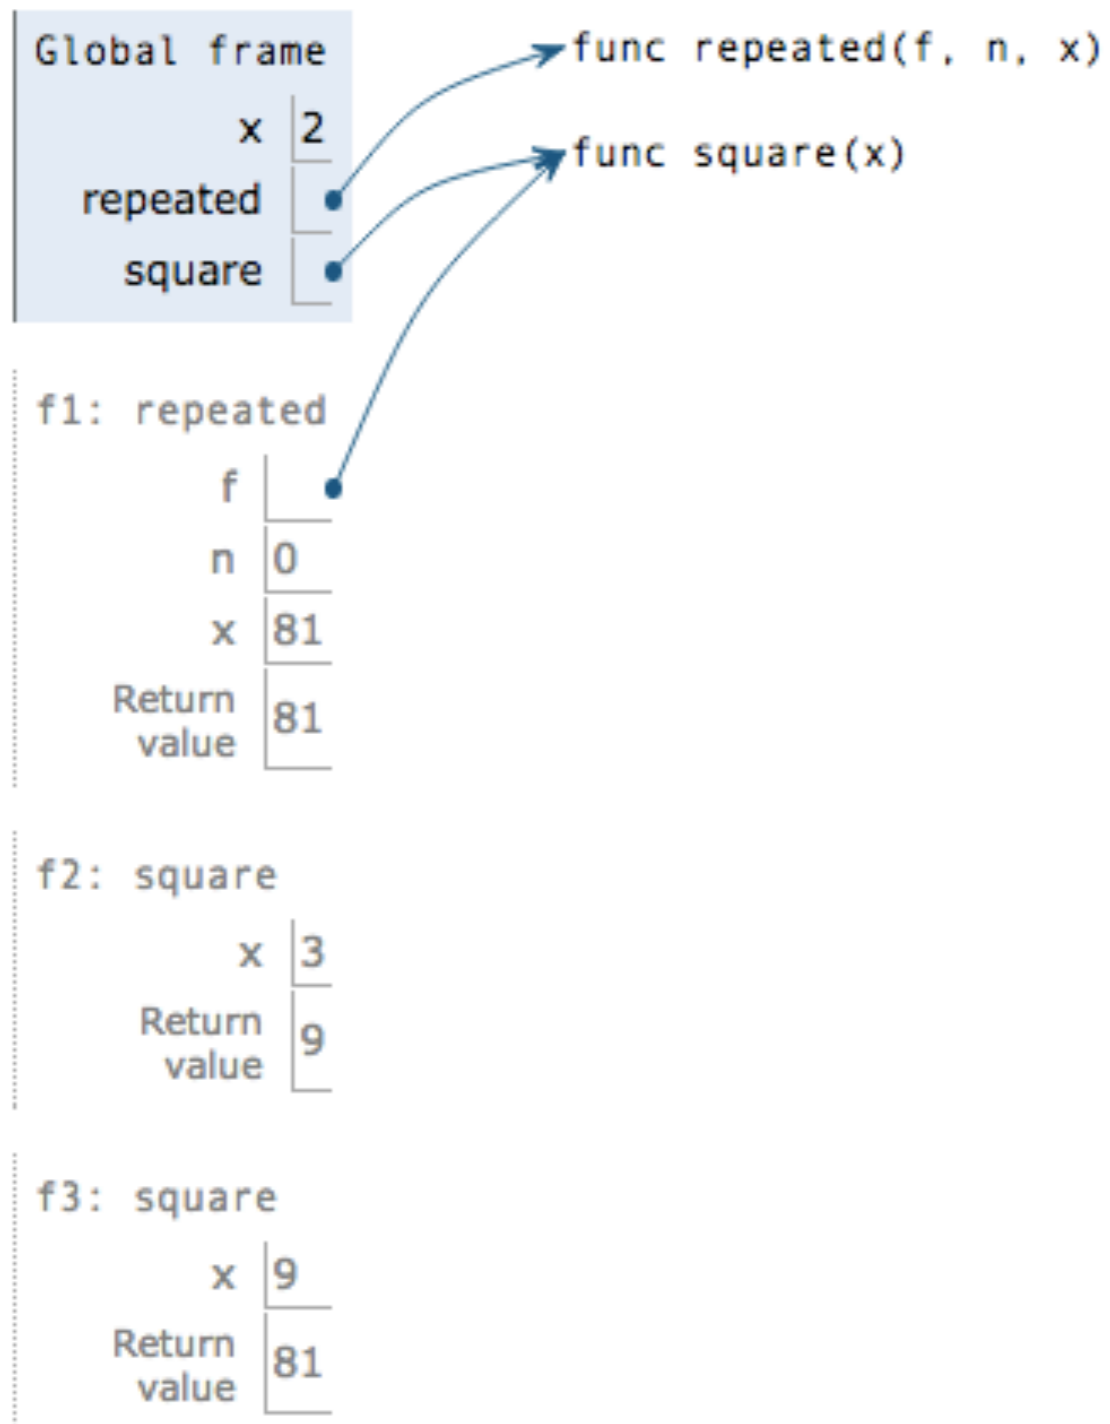 Global frame
x 2
repeated
square
func repeated(f, n, x)
func square(x)
f1: repeated
f
n 0
x 81
Return
value 81
f2: square
x 3
Return
value 9
f3: square
x 9
Return
value 81